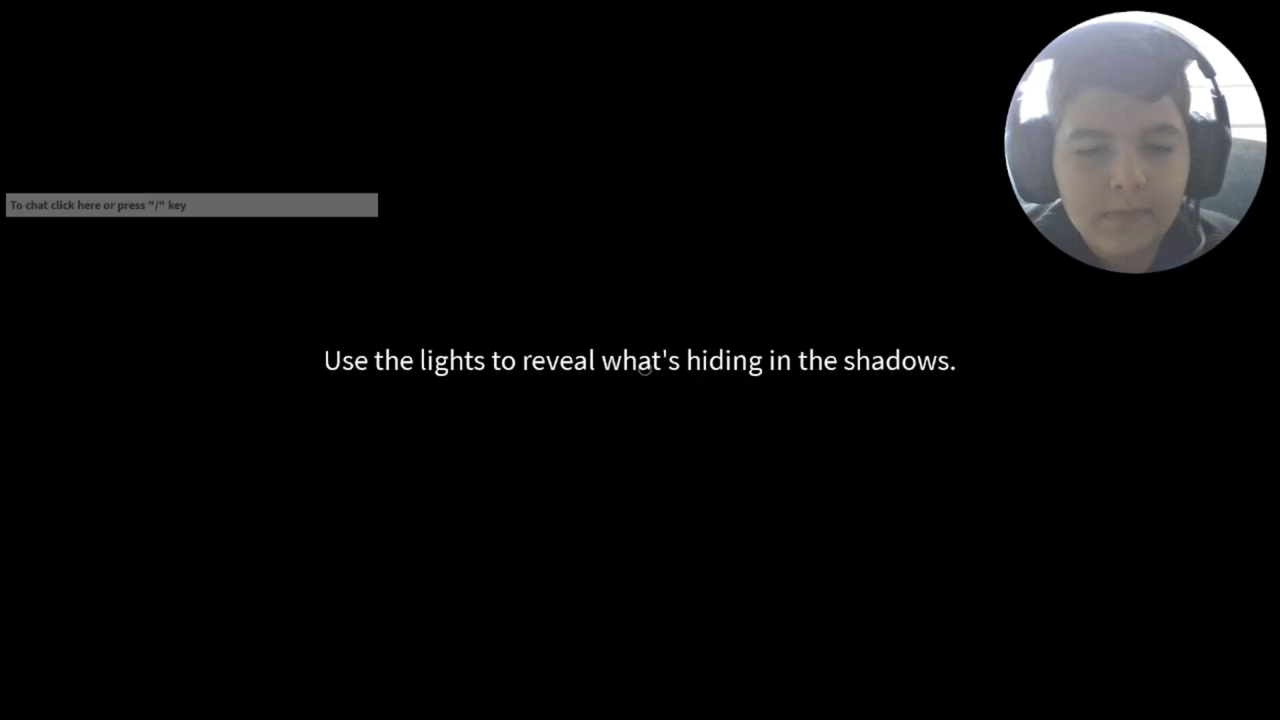 To chat click here or press "/" key
Use the lights to reveal what's hiding in the shadows.